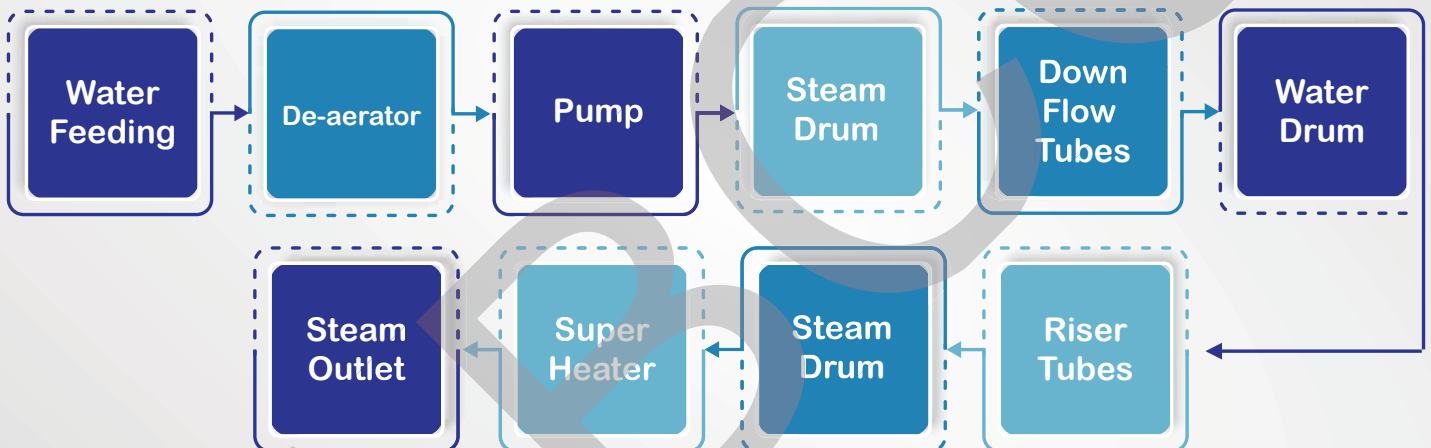 Water
Feeding
De-aerator
Pump
Steam
Drum
Down
Flow
Tubes
Water
Drum
Steam
Outlet
Super
Heater
Steam
Drum
Riser
Tubes